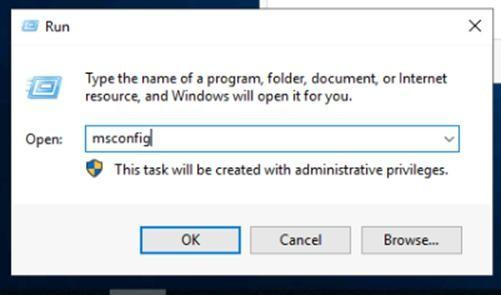 Run
Type the name of a program, folder, document, or Internet
resource, and Windows will open it for you.
Open:
msconfig
This task will be created with administrative privileges.
OK
Cancel
Browse...